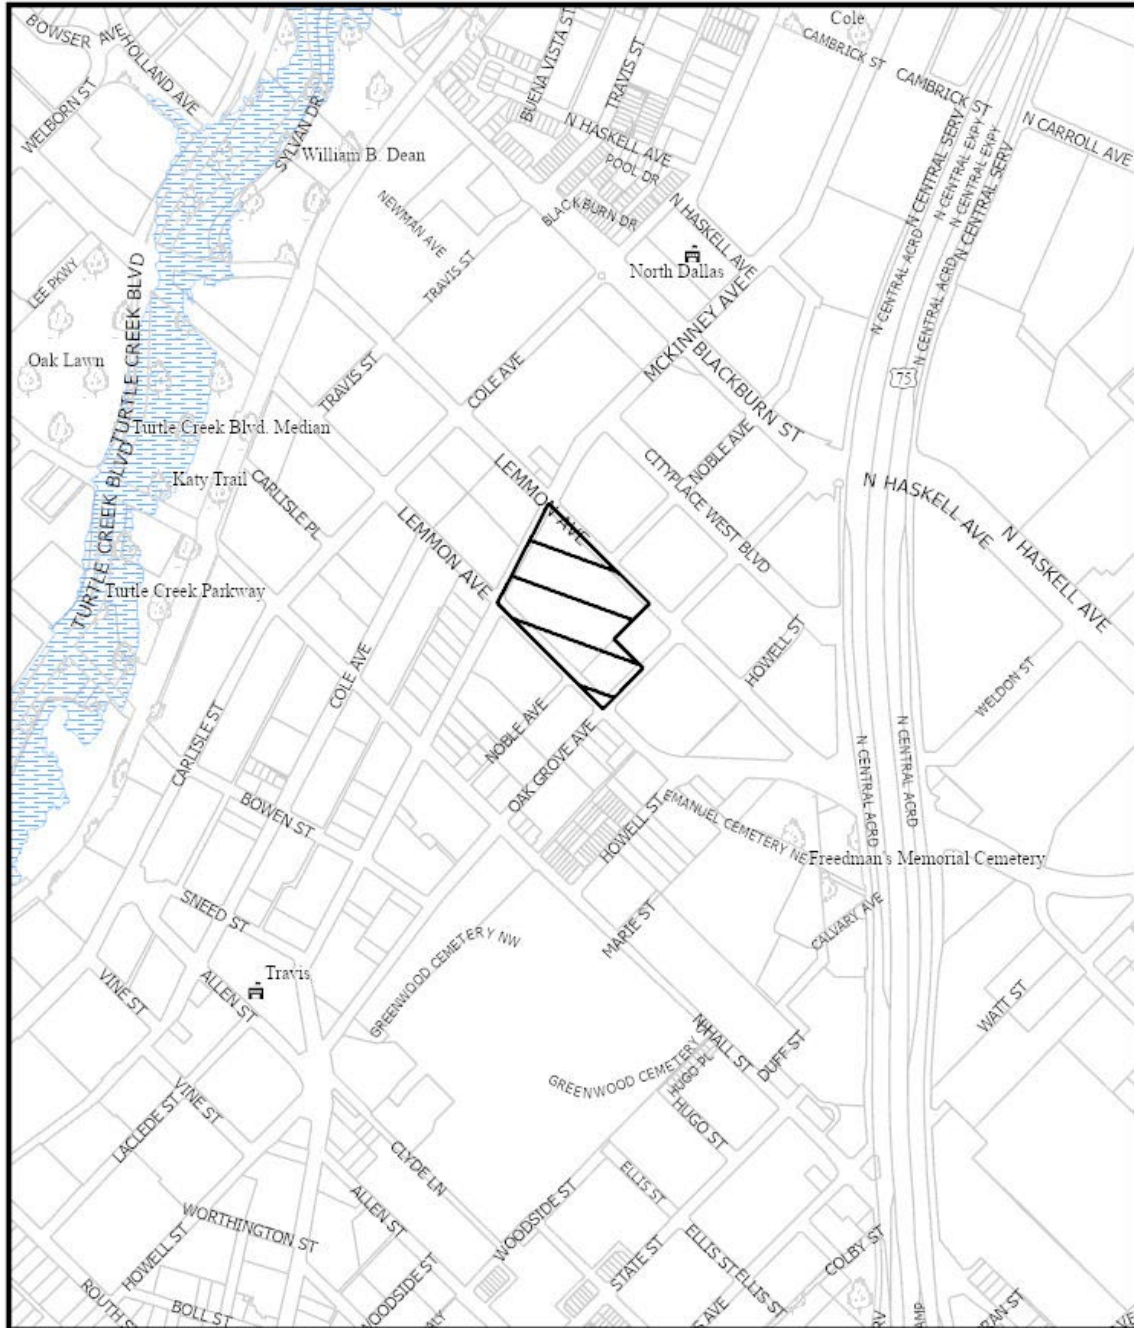 BOWSER AVE
HOLLAND AVE
WELBORN ST
SYLVAN DR
William B. Dean
BUENA VISTA ST
TRAVIS ST
Cole
CAMBRICK ST
CAMBRICK ST
N CARROLL AVE
N CENTRAL SERV
N CENTRAL EXPY
N CENTRAL EXPY
N CENTRAL SERV
N HASKELL AVE
POOL DR
BLACKBURN DR
N HASKELL AVE
NEWMAN AVE
TRAVIS ST
North Dallas
N CENTRAL ACRD
N CENTRAL ACRD
LEE PKWY
TURTLE CREEK BLVD
Oak Lawn
MCKINNEY AVE
BLACKBURN ST
75
TRAVIS ST
COLE AVE
Turtle Creek Blvd. Median
Katy Trail
TURTLE CREEK BLVD
CARLISLE PL
LEMMON AVE
LEMMON AVE
CITYPLACE WEST BLVD
NOBLE AVE
N HASKELL AVE
N HASKELL AVE
Turtle Creek Parkway
COLE AVE
HOWELL ST
WELDON ST
CARLISLE ST
NOBLE AVE
OAK GROVE AVE
N CENTRAL ACRD
N CENTRAL ACRD
BOWEN ST
HOWELL ST
EMANUEL CEMETERY NE
Freedman's Memorial Cemetery
SNEED ST
MARIE ST
CALVARY AVE
GREENWOOD CEMETERY NW
Travis
VINE ST
ALLEN ST
WATT ST
N HALL ST
DUFF ST
GREENWOOD CEMETERY
HUGO PL
HUGO ST
VINE ST
LACLEDE ST
CLYDE LN
ELLIS ST
WORTHINGTON ST
ALLEN ST
WOODSIDE ST
HOWELL ST
STATE ST
ELLIS ST
ELLIS ST
COLBY ST
ROUTH S
BOLL ST
WOODSIDE ST
RAN ST
AVE